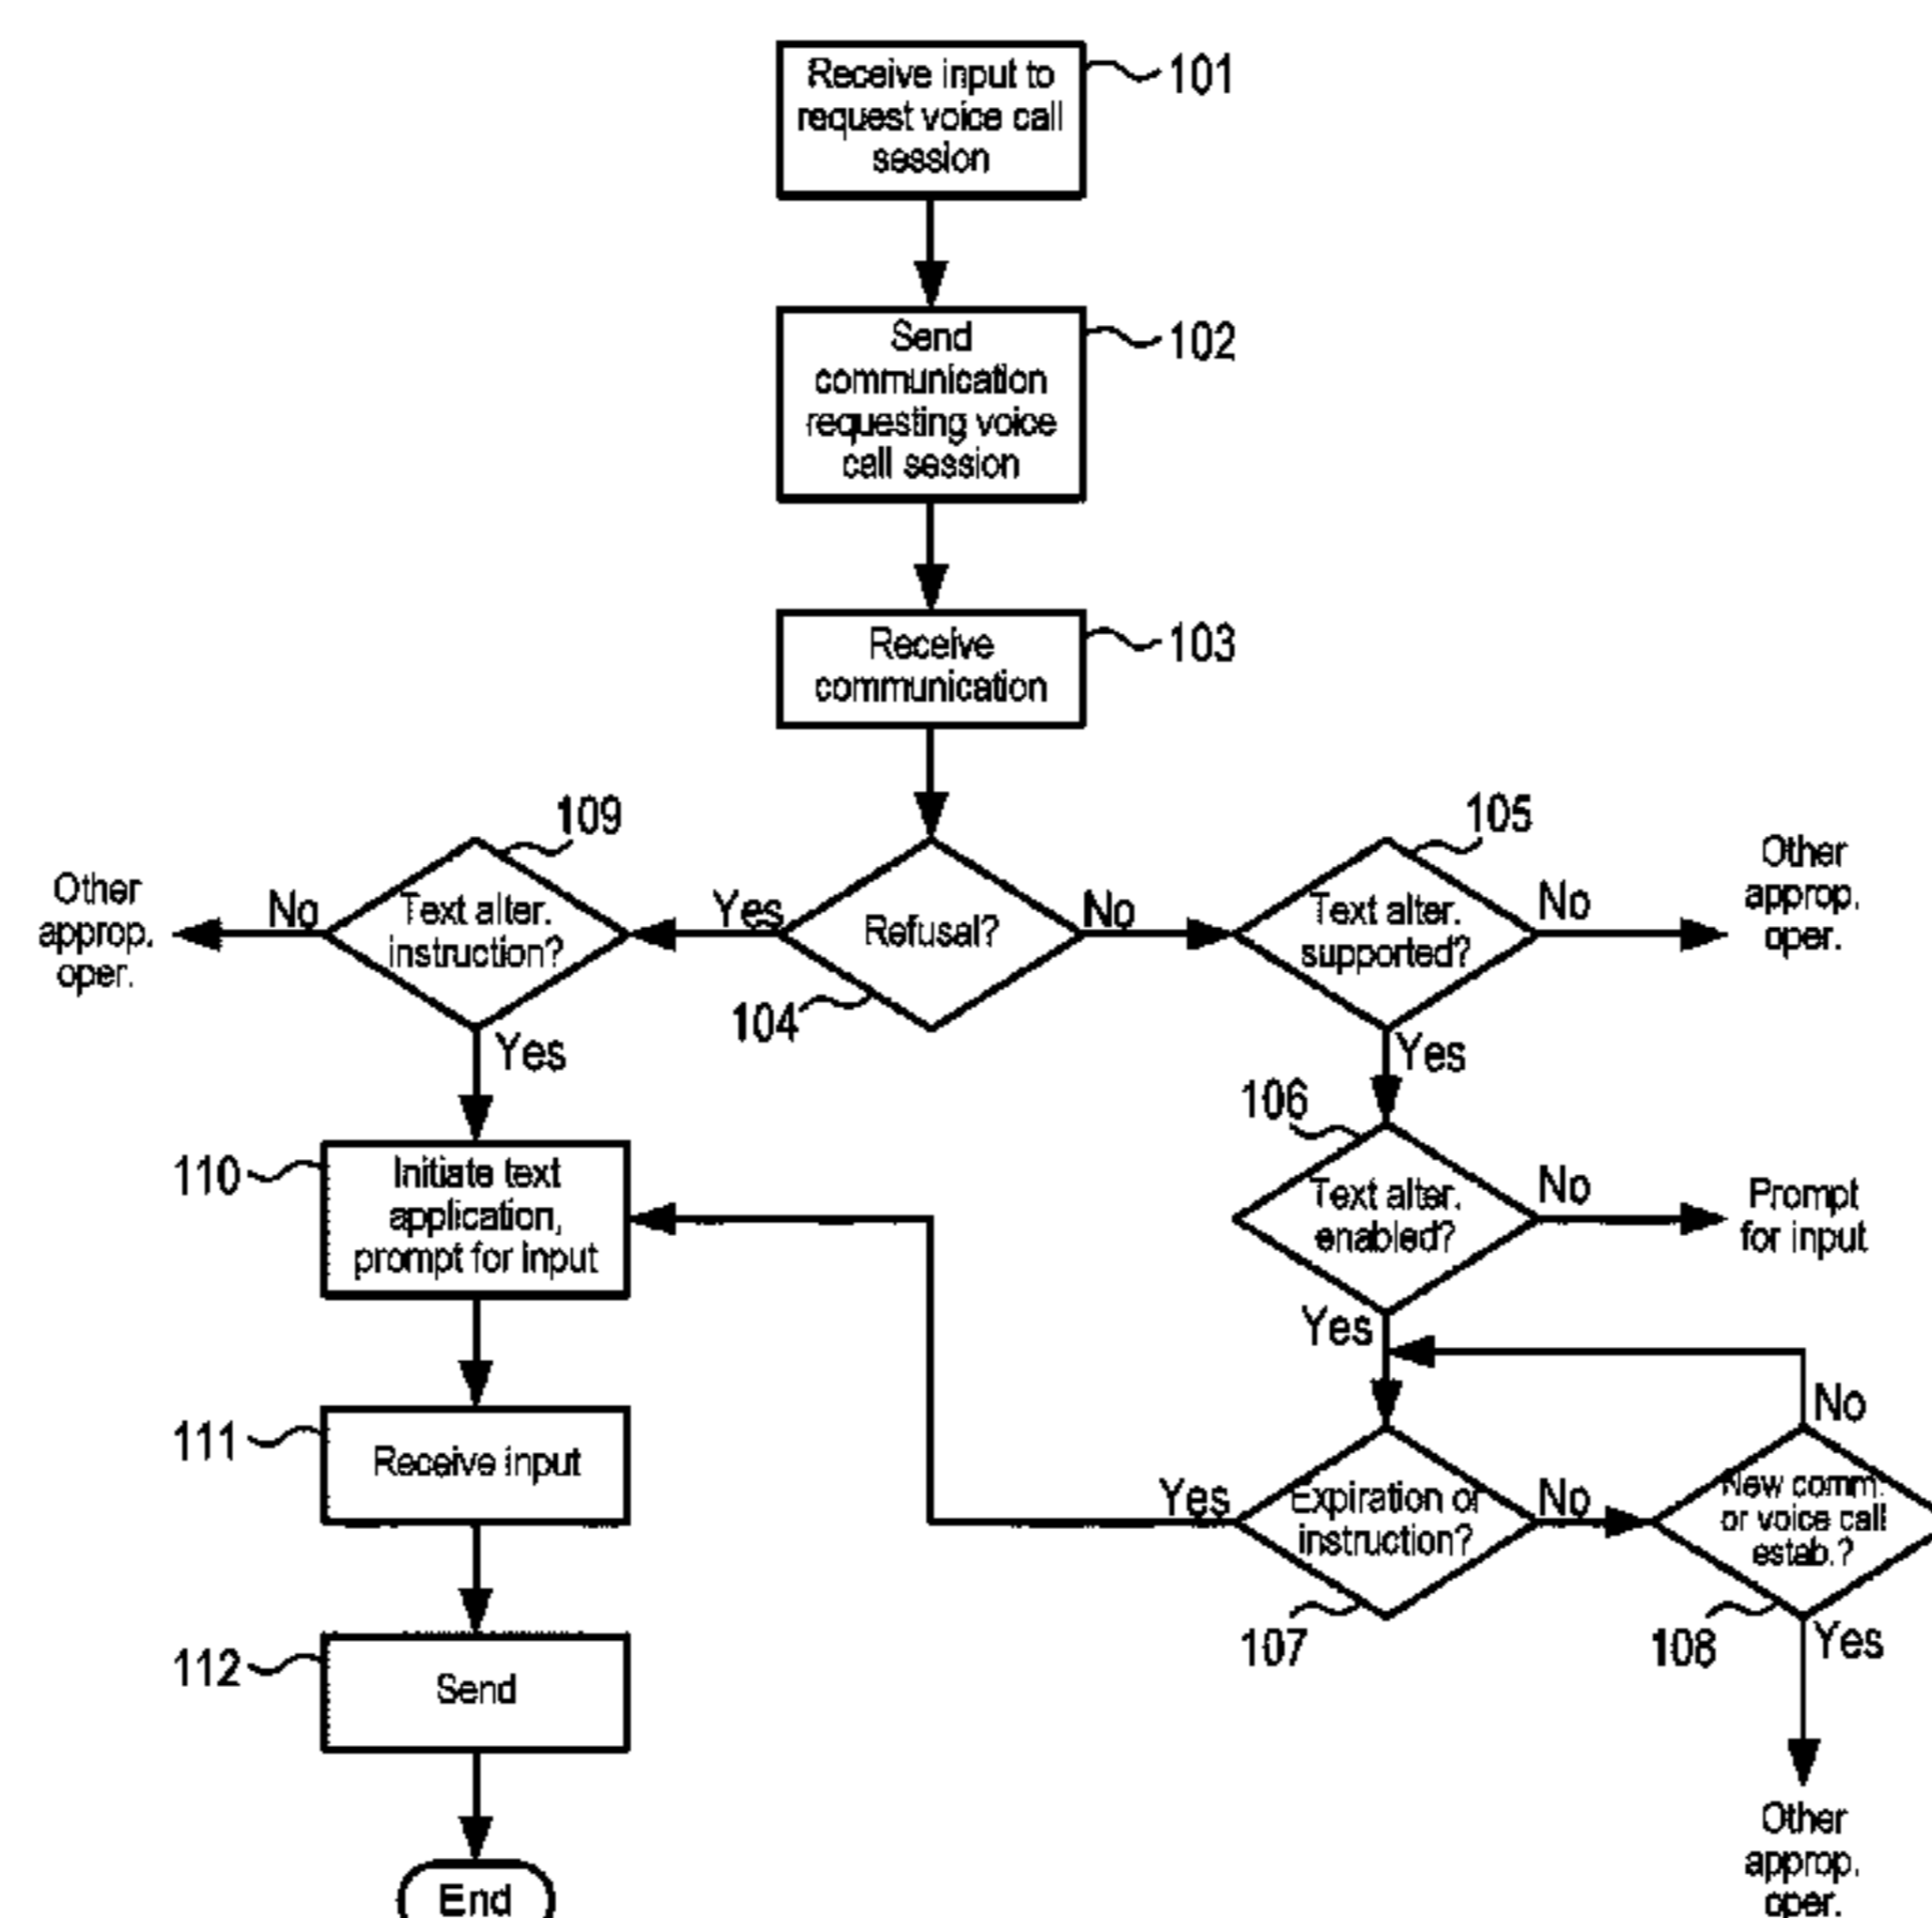 Receive input to
request voice call
session
101
Send
communication
requesting voice
call session
102
Receive
communication
103
109
105
Other
approp.
oper.
No
Text alter.
instruction?
Yes
Refusal?
No
Text alter.
supported?
No
Other
approp.
oper.
104
Yes
Yes
106
110
Initiate text
application,
prompt for input
Text alter.
enabled?
No
Prompt
for input
Yes
No
111
Receive input
Yes
Expiration or
instruction?
No
New comm.
or voice call
estab.?
107
108
Yes
112
Send
Other
approp.
oper.
End